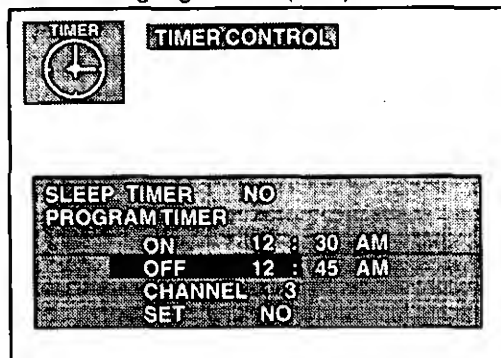 TIMER
TIMER CONTROL
SLEEP TIMER NO
PROGRAM TIMER
ON 12 : 30 AM
OFF 12 : 45 AM
CHANNEL 3
SET NO